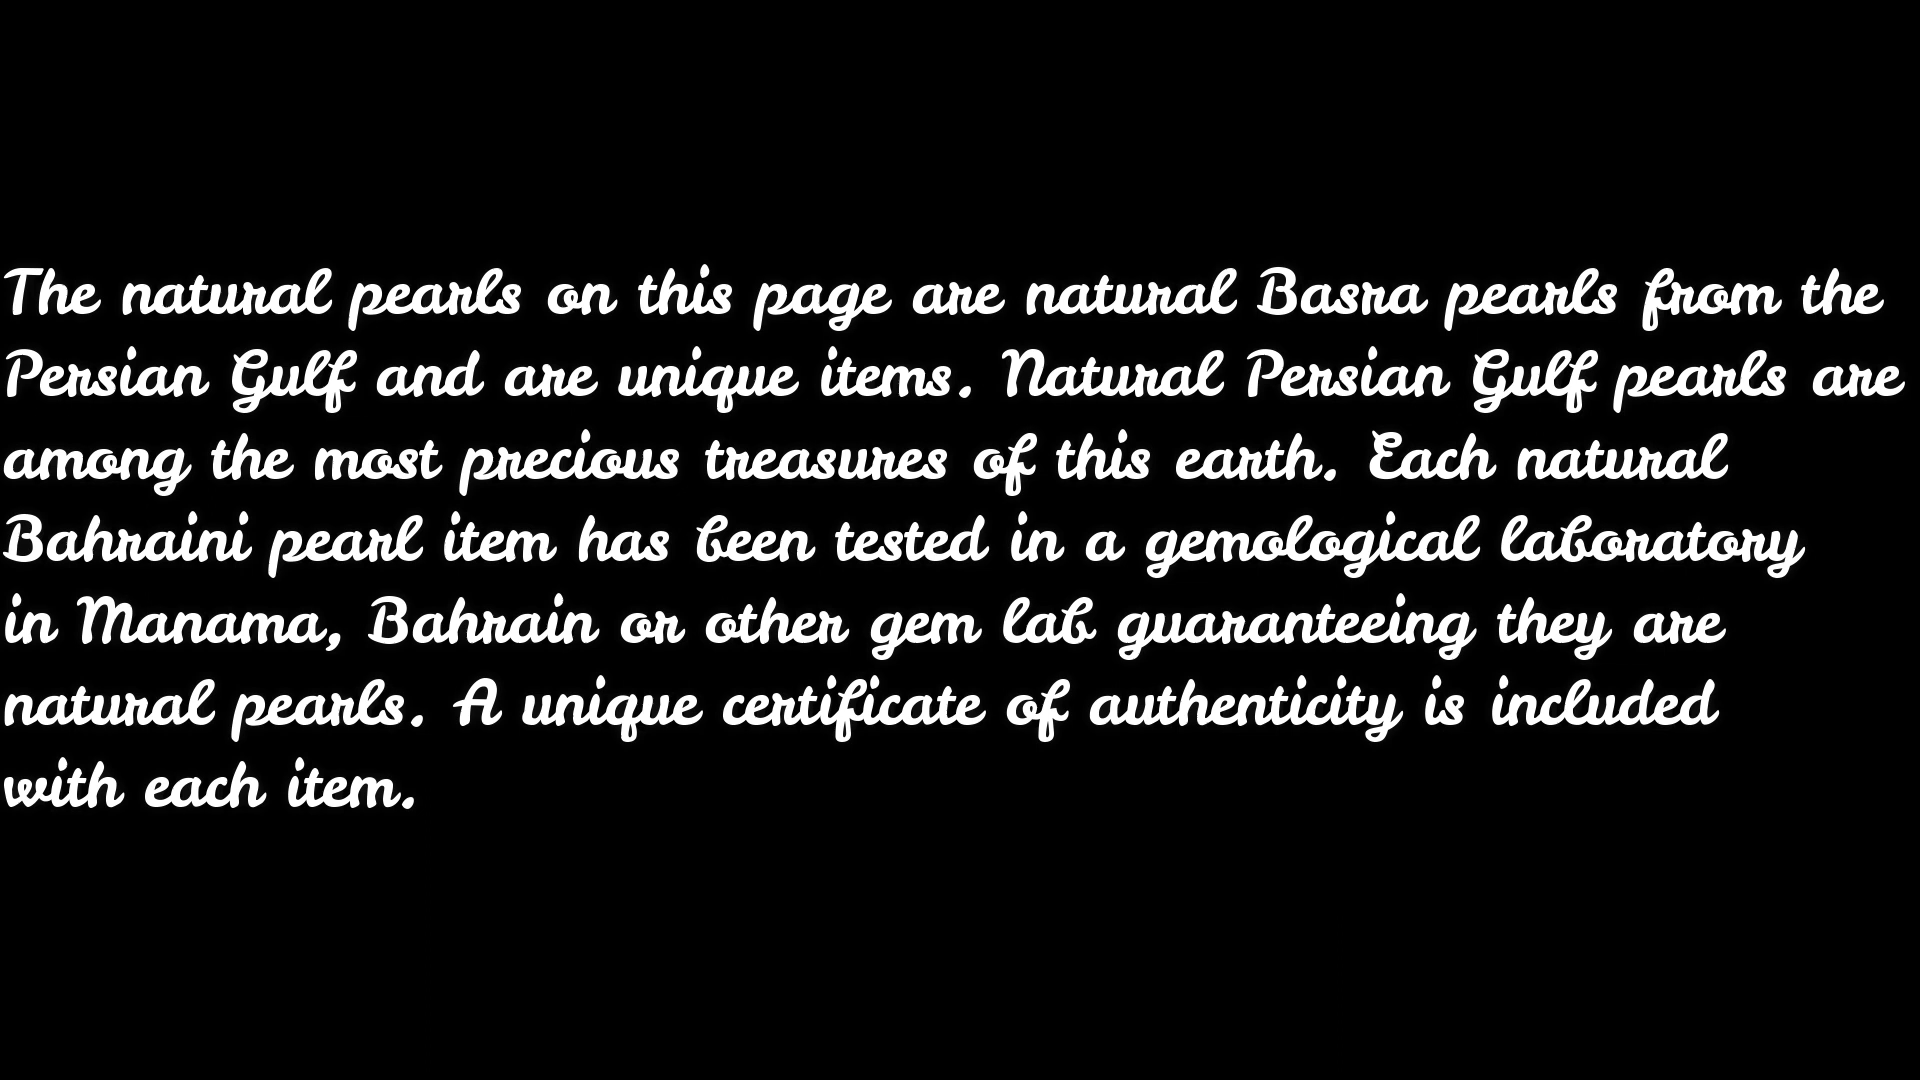 The natural pearls on this page are natural Basra pearls from the
Persian Gulf and are unique items. Natural Persian Gulf pearls are
among the most precious treasures of this earth. Each natural
Bahraini pearl item has been tested in a gemological laboratory
in Manama, Bahrain or other gem lab guaranteeing they are
natural pearls. A unique certificate of authenticity is included
with each item.